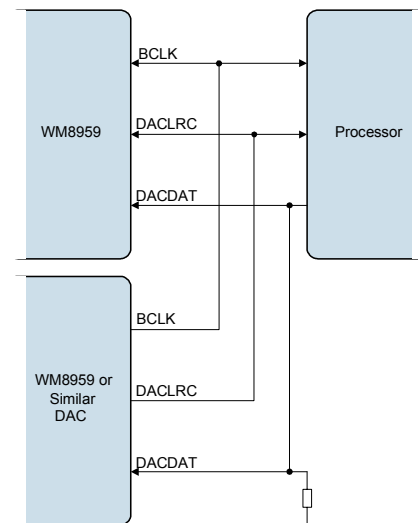 BCLK
WM8959
DACLRC
Processor
DACDAT
BCLK
WM8959 or
Similar
DAC
DACLRC
DACDAT